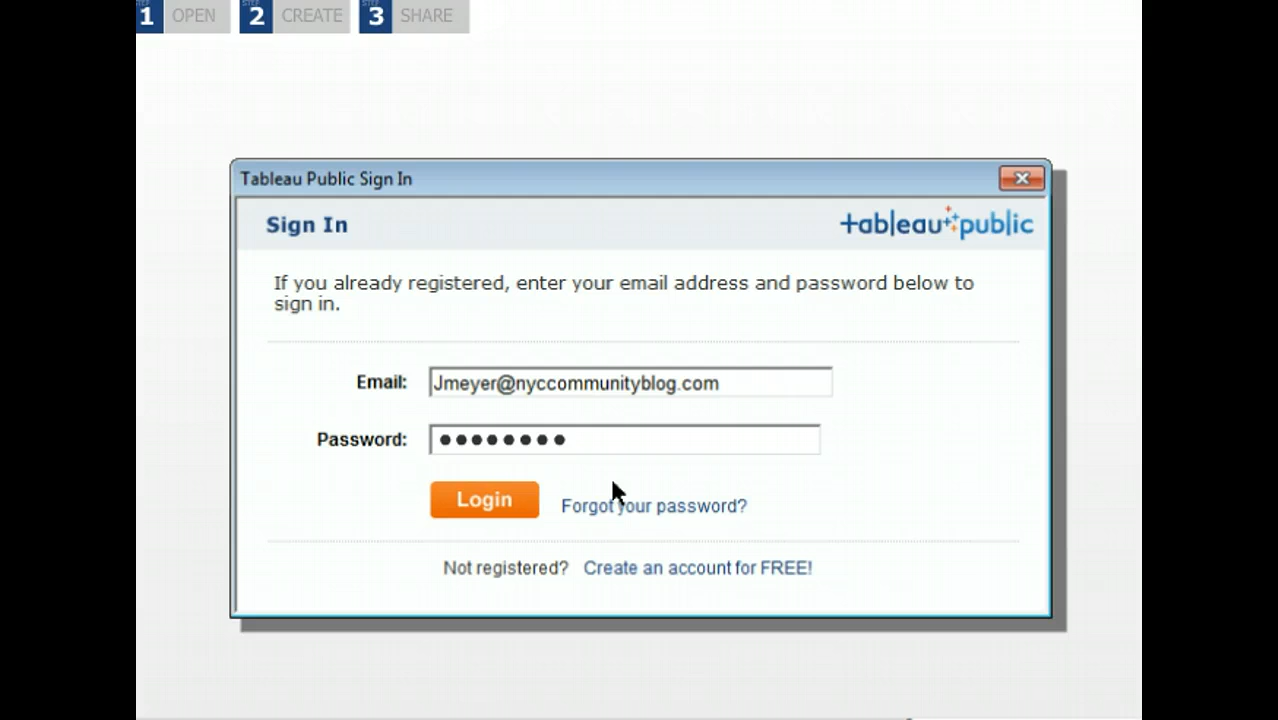 1 OPEN 2 CREATE 3 SHARE
Tableau Public Sign In
Sign In
tableau public
If you already registered, enter your email address and password below to
sign in.
Email: Jmeyer@nyccommunityblog.com
Password: ●●●●●●●●
Login Forgot your password?
Not registered? Create an account for FREE!